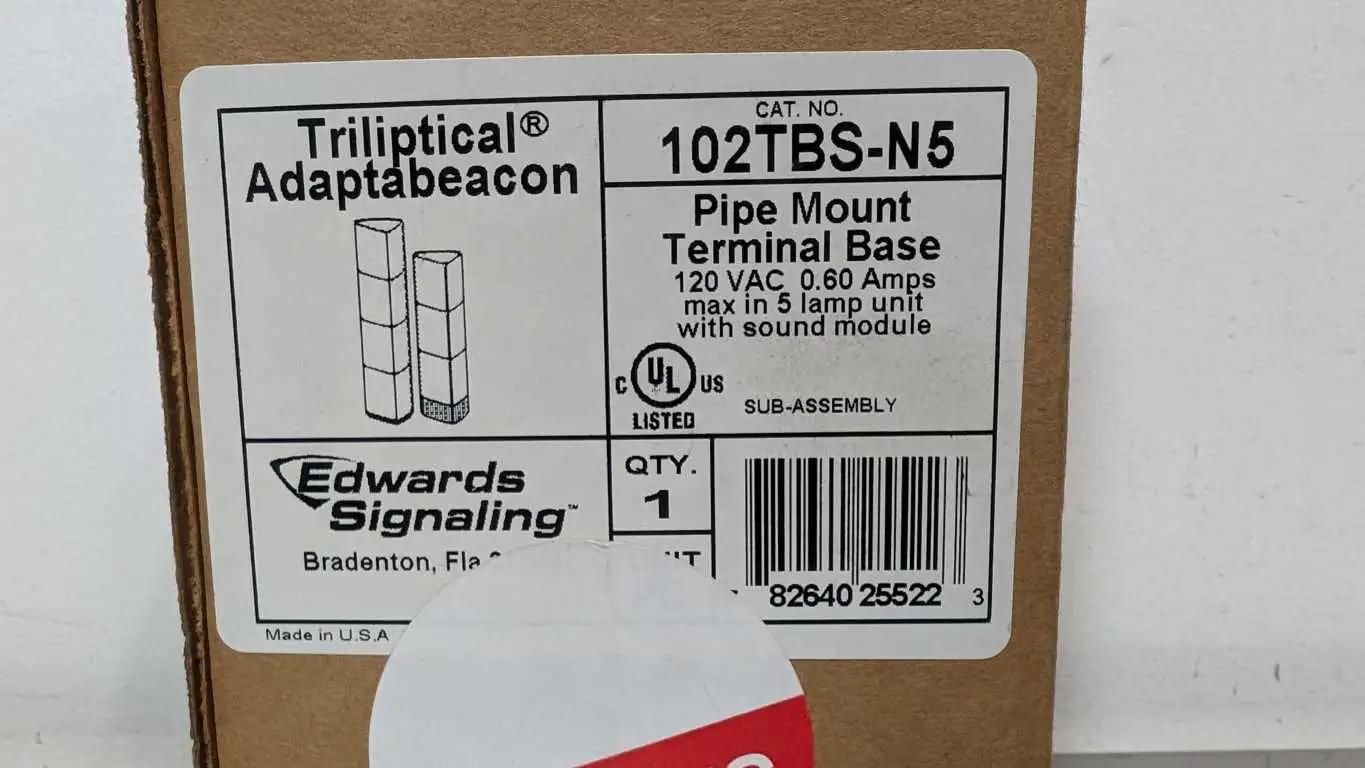 Triliptical®
Adaptabeacon
CAT. NO.
102TBS-N5
Pipe Mount
Terminal Base
120 VAC 0.60 Amps
max in 5 lamp unit
with sound module
C UL US
LISTED
SUB-ASSEMBLY
Edwards
Signaling™
Bradenton, Fla
QTY.
1
82640 25522 3
Made in U.S.A